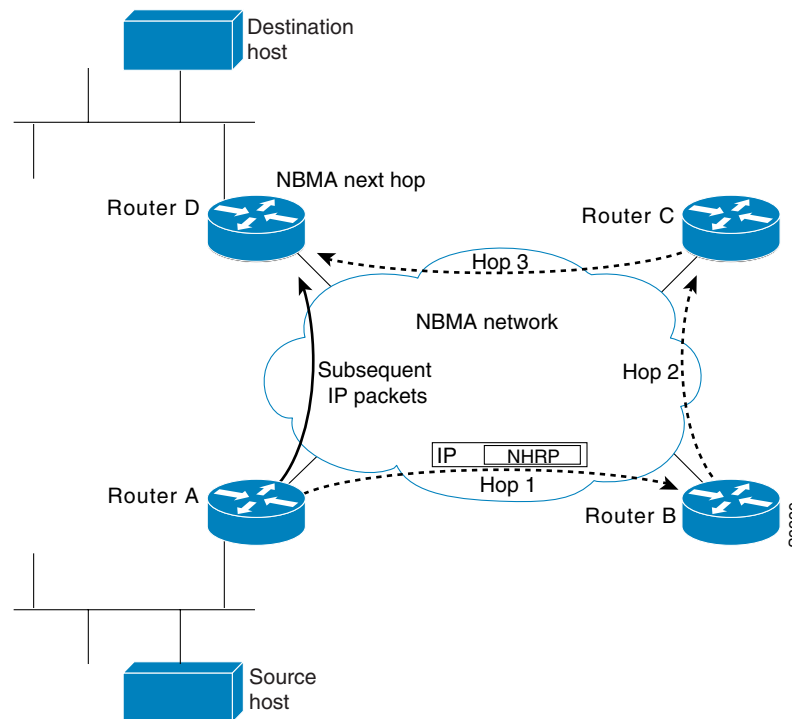 Destination
host
NBMA next hop
Router D
Router C
Hop 3
NBMA network
Subsequent
IP packets
Hop 2
IP
NHRP
Hop 1
Router A
Router B
Source
host